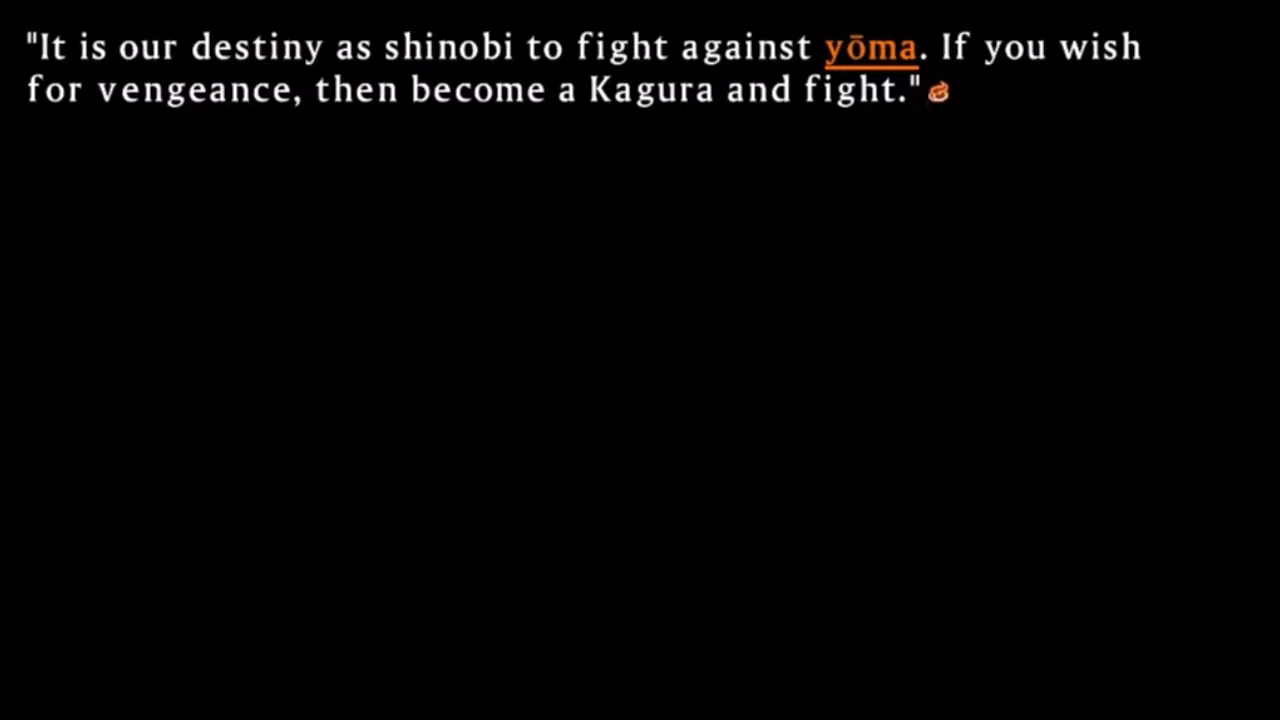 "It is our destiny as shinobi to fight against yōma. If you wish
for vengeance, then become a Kagura and fight."